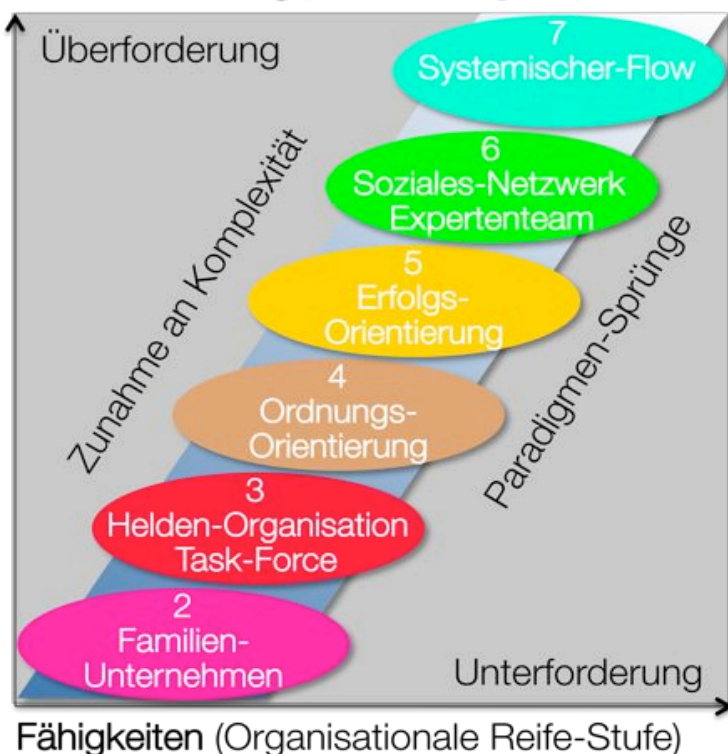 Überforderung
7
Systemischer-Flow
6
Soziales-Netzwerk
Expertenteam
Zunahme an Komplexität
5
Erfolgs-
Orientierung
Paradigmen-Sprünge
4
Ordnungs-
Orientierung
3
Helden-Organisation
Task-Force
2
Familien-
Unternehmen
Unterforderung
Fähigkeiten (Organisationale Reife-Stufe)